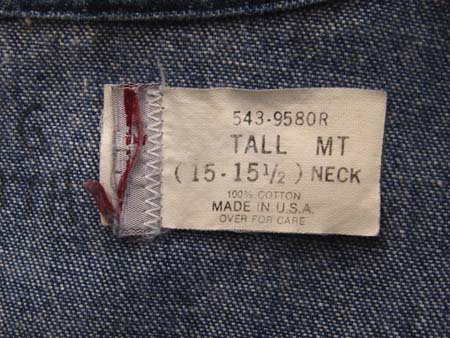 543-9580R
TALL MT
(15-15½) NECK
100% COTTON
MADE IN U.S.A.
OVER FOR CARE